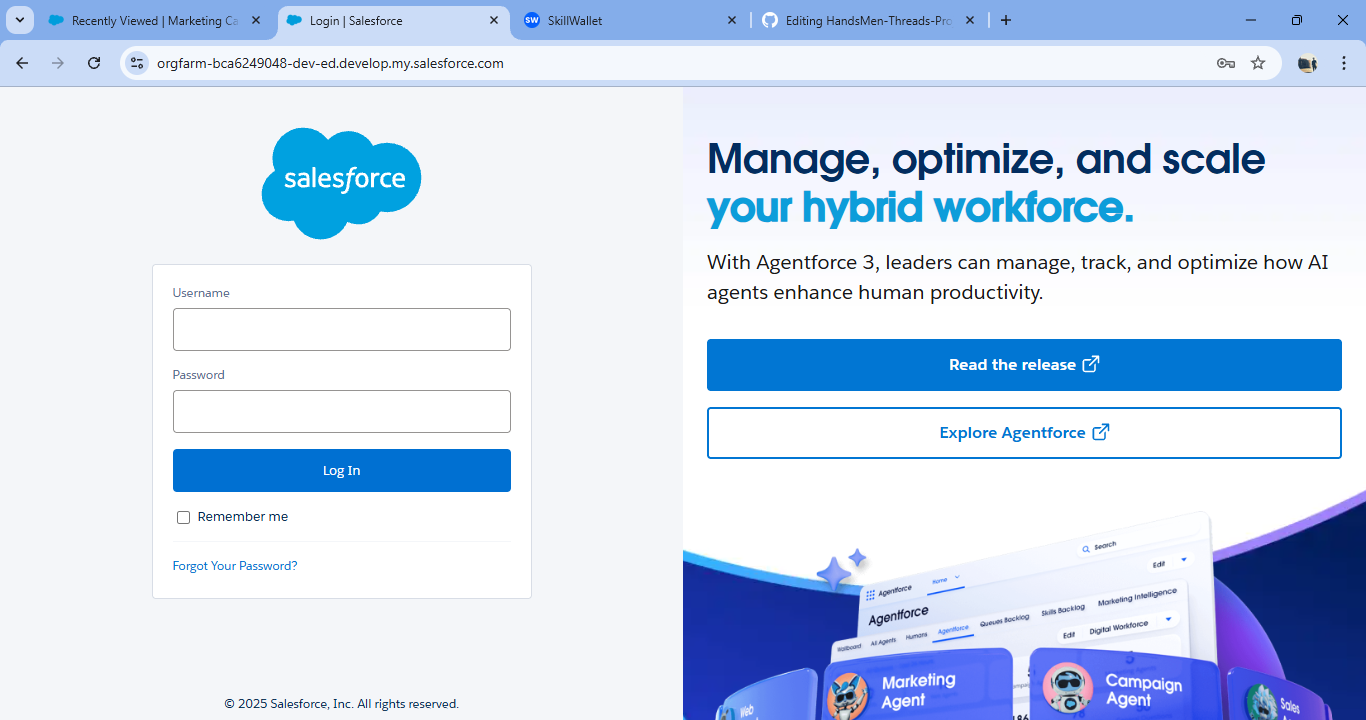 Recently Viewed | Marketing Ca
Login | Salesforce
SW
SkillWallet
Editing HandsMen-Threads-Pro
orgfarm-bca6249048-dev-ed.develop.my.salesforce.com
salesforce
Username
Password
Log In
Remember me
Forgot Your Password?
© 2025 Salesforce, Inc. All rights reserved.
Manage, optimize, and scale
your hybrid workforce.
With Agentforce 3, leaders can manage, track, and optimize how AI
agents enhance human productivity.
Read the release
Explore Agentforce
Search
Edit
Agentforce
Home
Agentforce
Wallboard
All Agents
Humans
Agentforce
Queues Backlog
Skills Backlog
Marketing Intelligence
Edit
Digital Workforce
Marketing
Agent
Campaign
Agent
Web
Sales